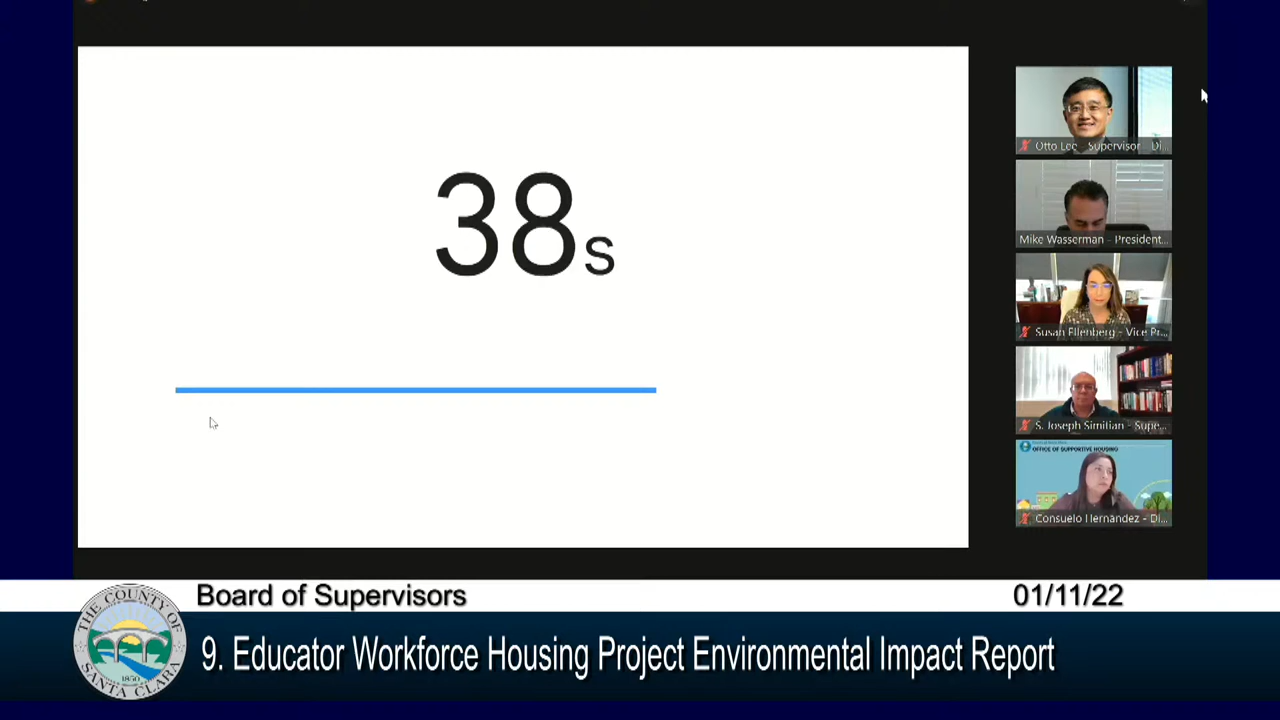 38s
Otto Lee - Supervisor - Di...
Mike Wasserman - President...
Susan Ellenberg - Vice Pr...
S. Joseph Simitian - Supe...
OFFICE OF SUPPORTIVE HOUSING
Consuelo Hernandez - Di...
Board of Supervisors
01/11/22
THE COUNTY OF
SANTA CLARA
1850
9. Educator Workforce Housing Project Environmental Impact Report